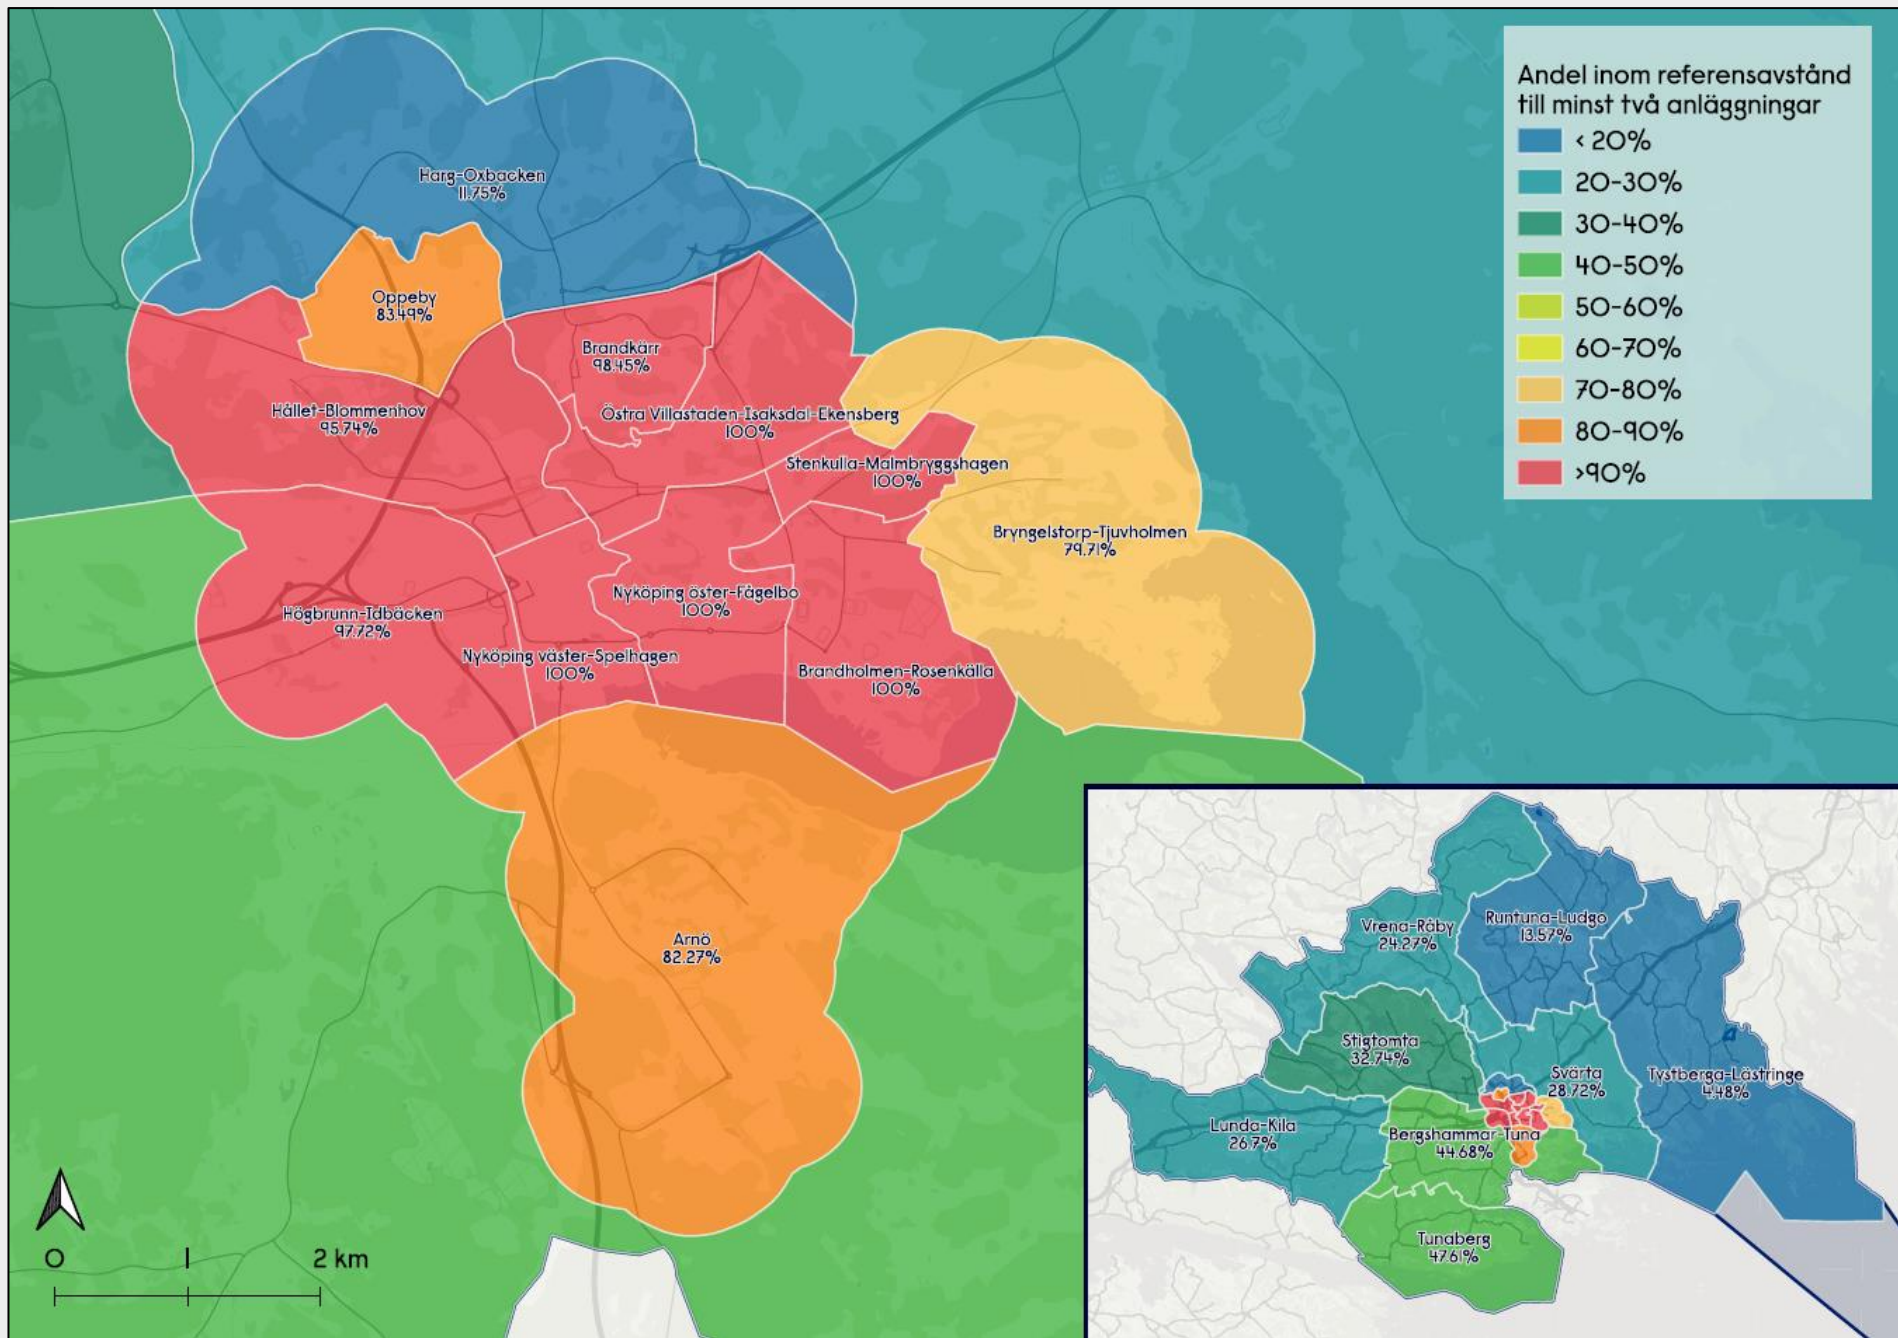 Andel inom referensavstånd
till minst två anläggningar
< 20%
20-30%
30-40%
40-50%
50-60%
60-70%
70-80%
80-90%
>90%
Harg-Oxbacken
11.75%
Oppeby
83.49%
Brandkärr
98.45%
Hållet-Blommenhov
95.74%
Östra Villastaden-Isaksdal-Ekensberg
100%
Stenkulla-Malmbryggshagen
100%
Bryngelstorp-Tjuvholmen
79.71%
Nyköping öster-Fågelbo
100%
Högbrunn-Idbäcken
97.72%
Nyköping väster-Spelhagen
100%
Brandholmen-Rosenkälla
100%
Arnö
82.27%
0 1 2 km
Vrena-Råby
24.27%
Runtuna-Ludgo
13.57%
Stigtomta
32.74%
Svärta
28.72%
Tystberga-Lästringe
4.48%
Lunda-Kila
26.7%
Bergshammar-Tuna
44.68%
Tunaberg
47.61%